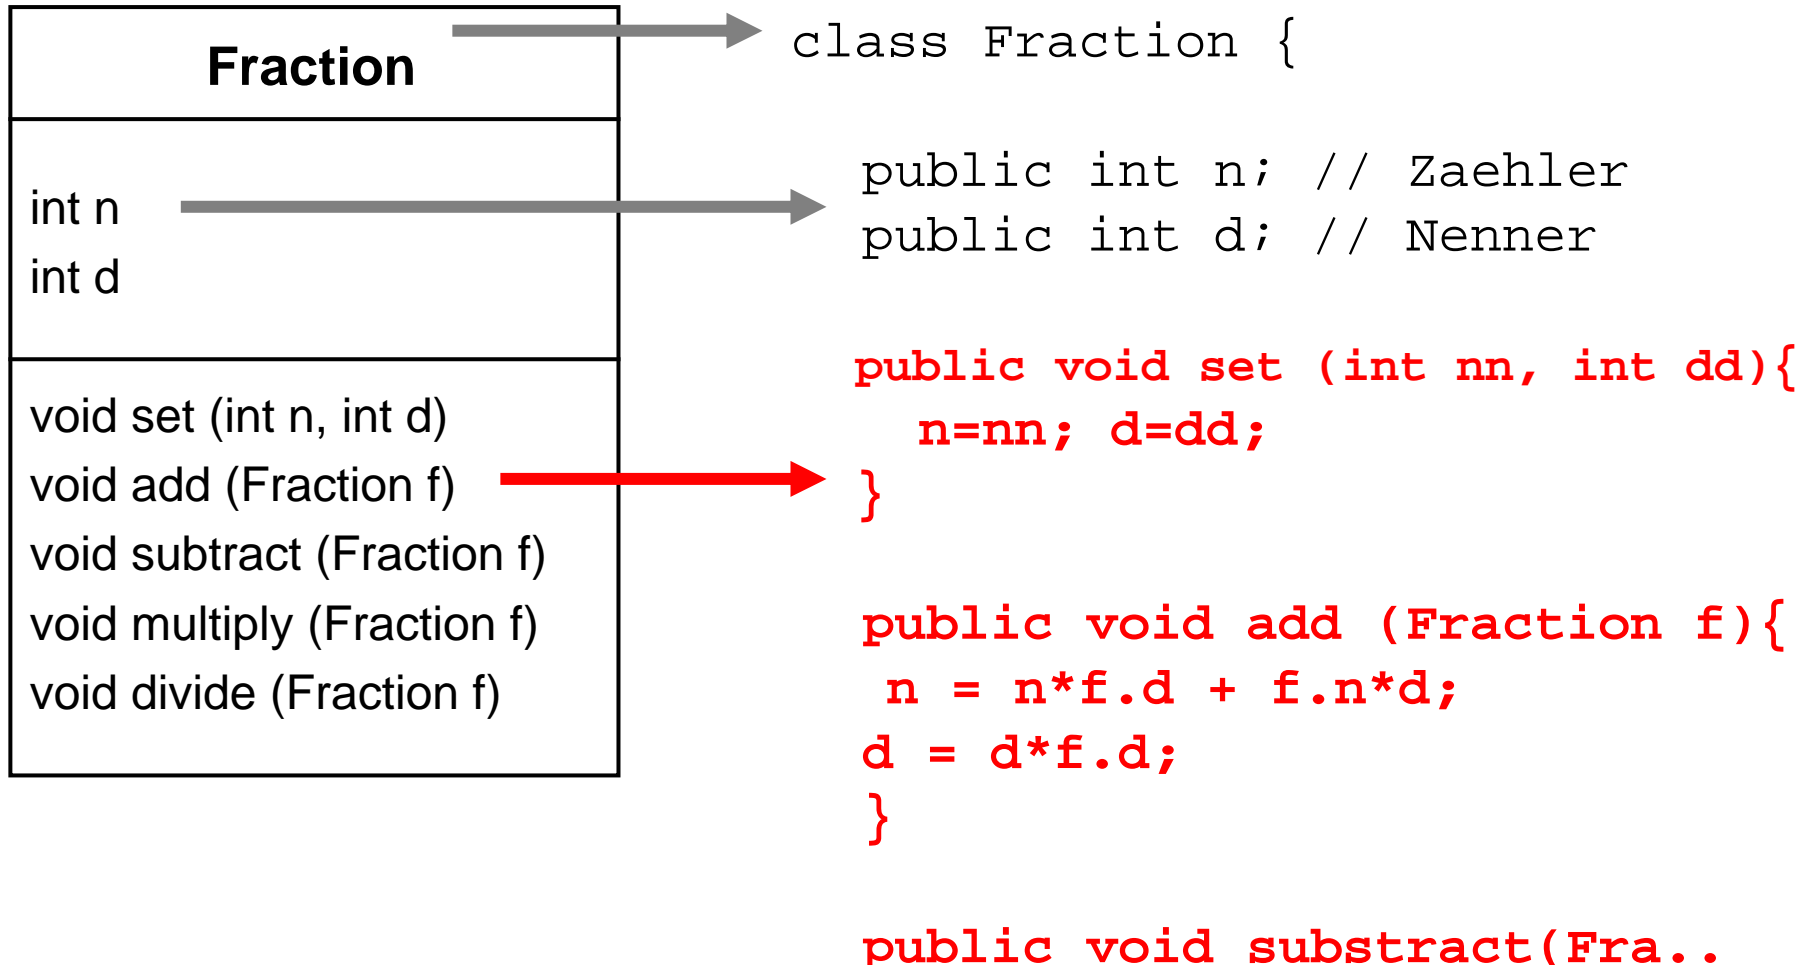 Fraction
int n
int d
void set (int n, int d)
void add (Fraction f)
void subtract (Fraction f)
void multiply (Fraction f)
void divide (Fraction f)
class Fraction {
public int n; // Zaehler
public int d; // Nenner
public void set (int nn, int dd){
n=nn; d=dd;
}
public void add (Fraction f){
n = n*f.d + f.n*d;
d = d*f.d;
}
public void substract(Fra..